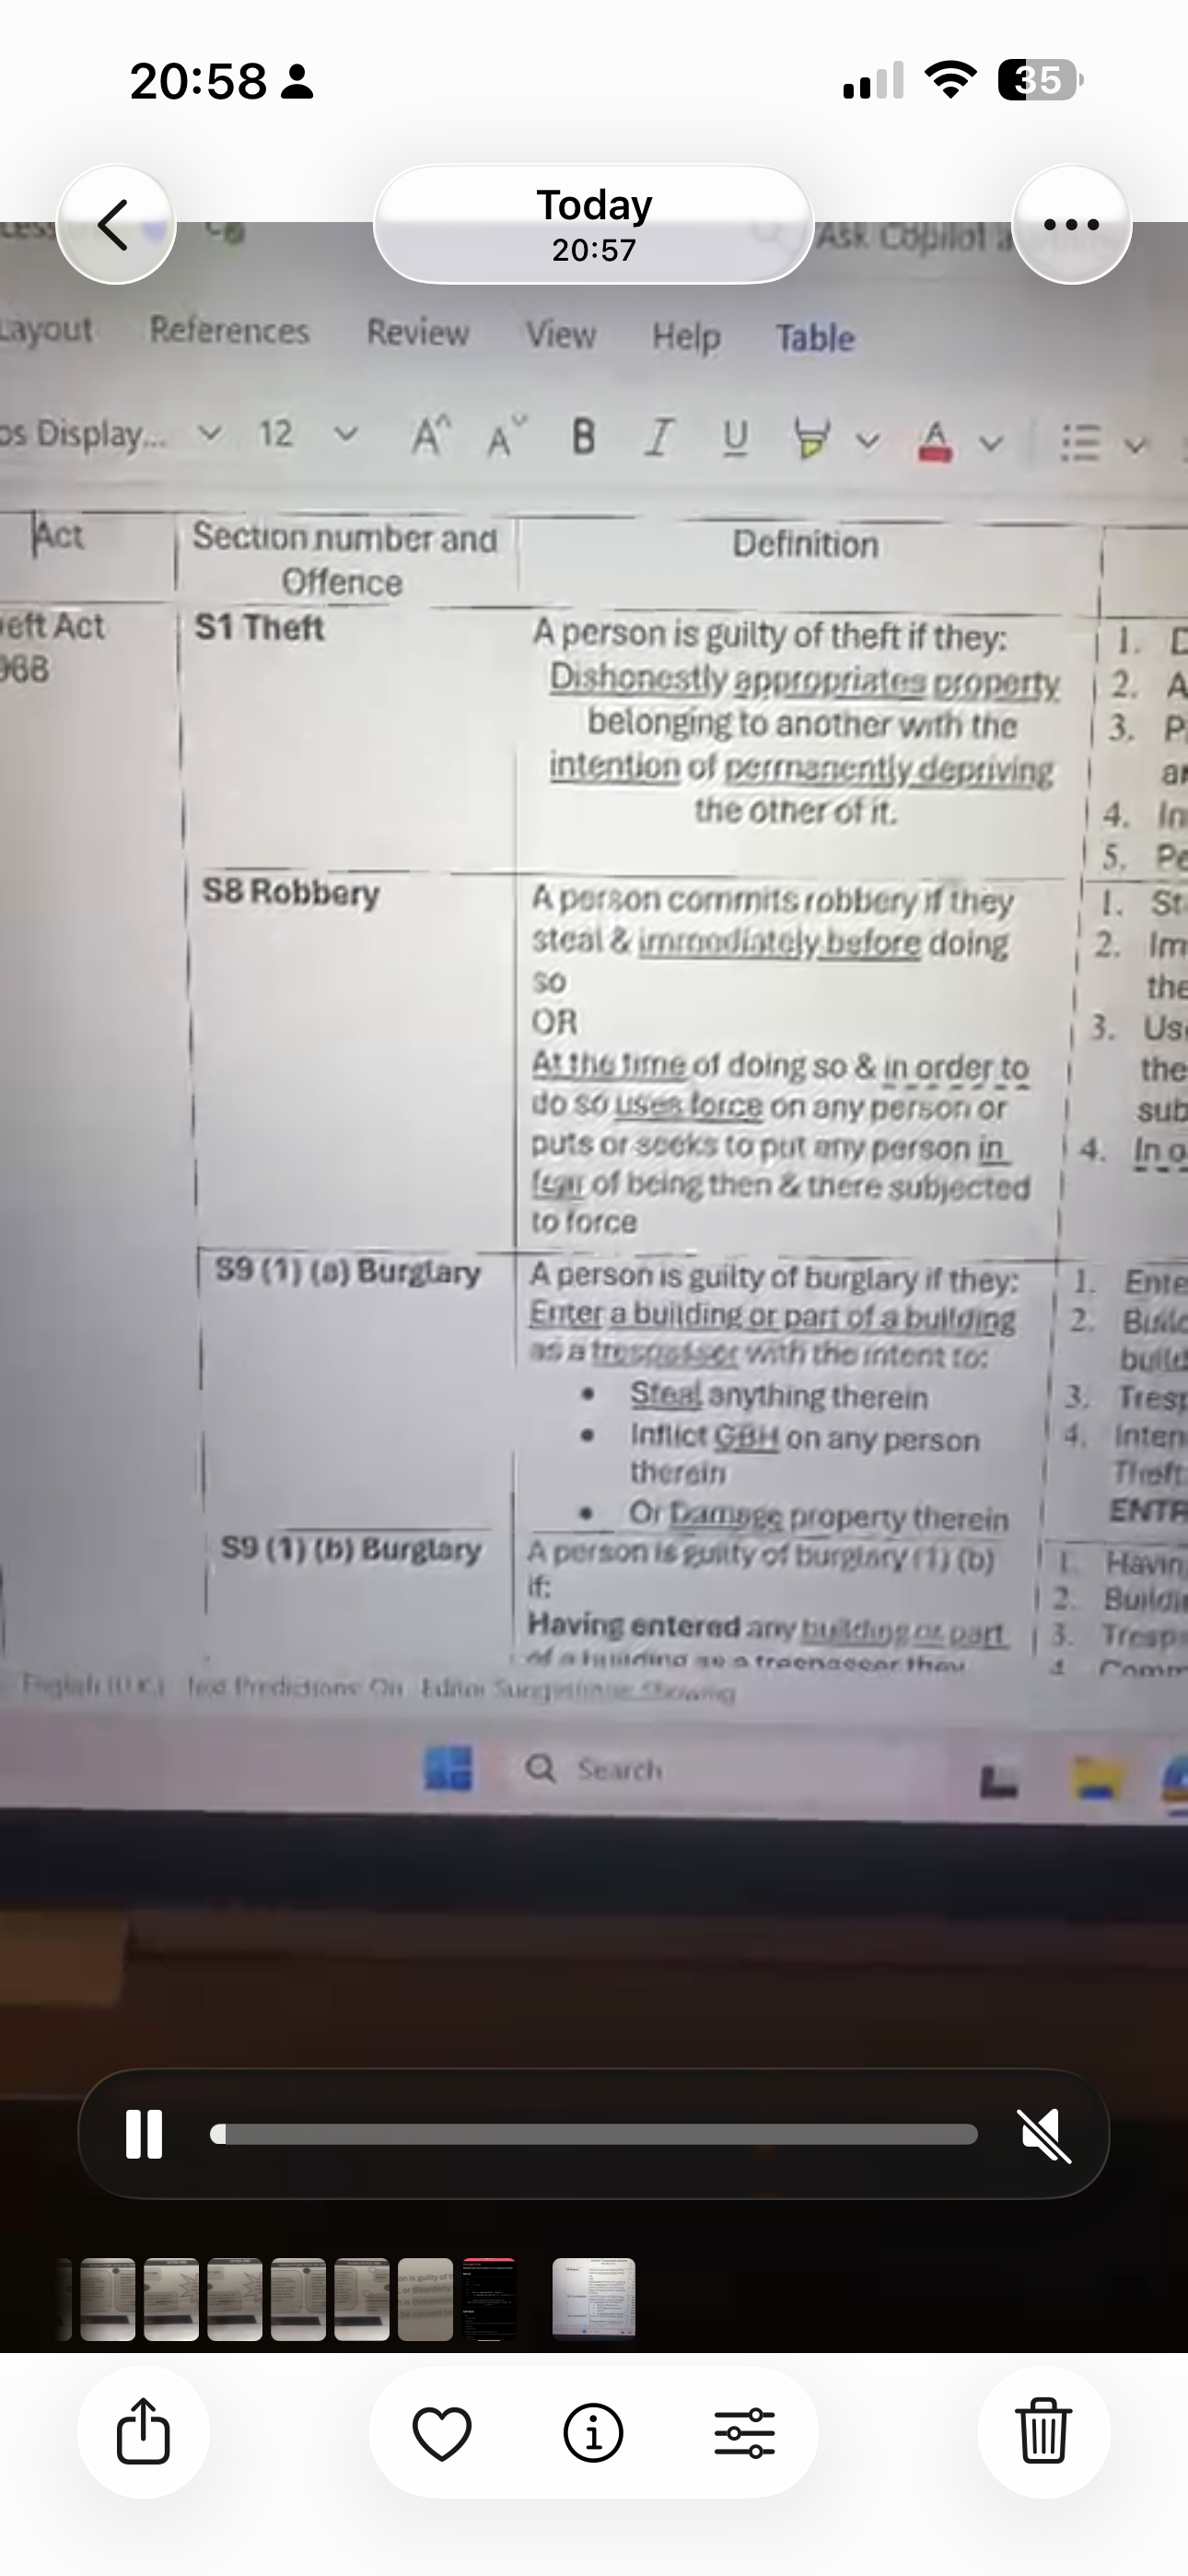 20:58
35
Today
20:57
Ask Copilot a
Layout References Review View Help Table
os Display... 12 A A B I U A
Act
Section number and
Offence
Definition
eft Act
968
S1 Theft
A person is guilty of theft if they:
Dishonestly appropriates property
belonging to another with the
intention of permanently depriving
the other of it.
1. D
2. A
3. P
a
4. In
5. Pe
S8 Robbery
A person commits robbery if they
steal & immediately before doing
so
OR
At the time of doing so & in order to
do so uses force on any person or
puts or seeks to put any person in
fear of being then & there subjected
to force
1. St
2. Im
the
3. Us
the
sub
4. In o
S9 (1) (a) Burglary
A person is guilty of burglary if they:
Enter a building or part of a building
as a trespasser with the intent to:
• Steal anything therein
• Inflict GBH on any person
therein
• Or Damage property therein
1. Ente
2. Build
build
3. Tresp
4. Inten
Theft
ENTR
S9 (1) (b) Burglary
A person is guilty of burglary (1) (b)
if:
Having entered any building or part
of a building as a trespasser they
1. Havin
2. Buildi
3. Tresp
4 Comm
English (U.K.) Text Predictions: On Editor Suggestions: Showing
Search